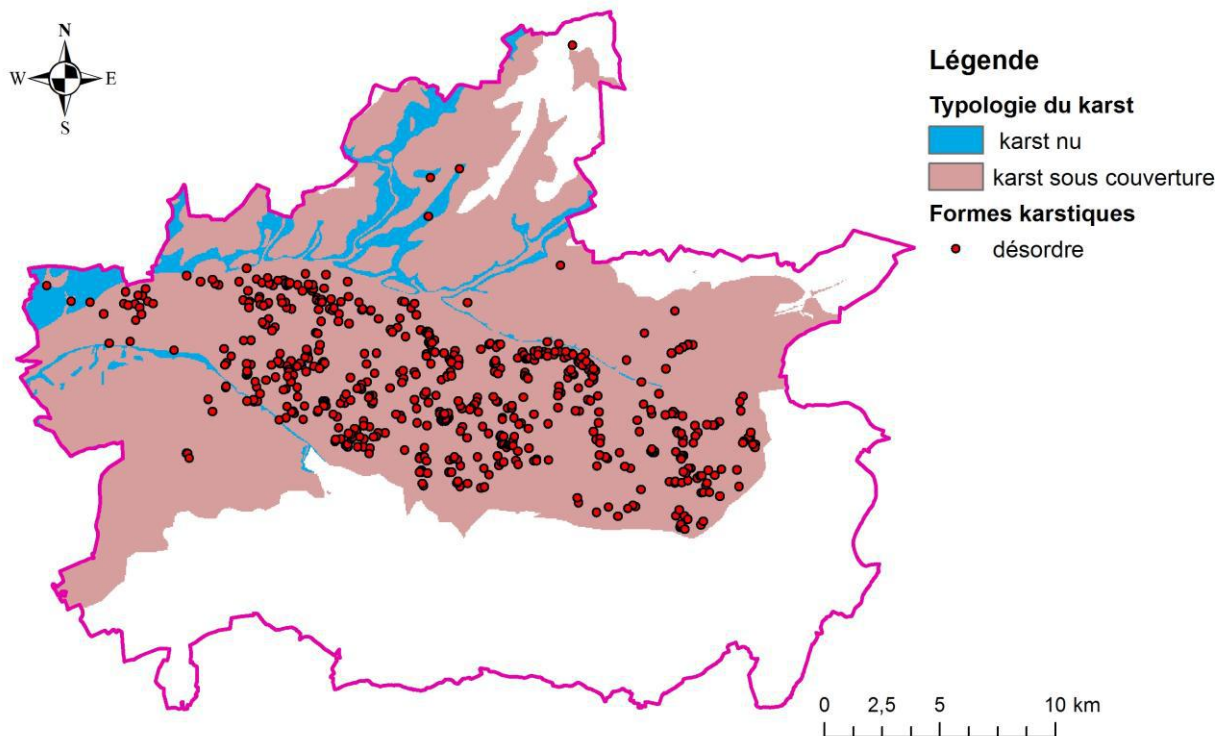 N
W E
S
Légende
Typologie du karst
karst nu
karst sous couverture
Formes karstiques
désordre
0 2,5 5 10 km